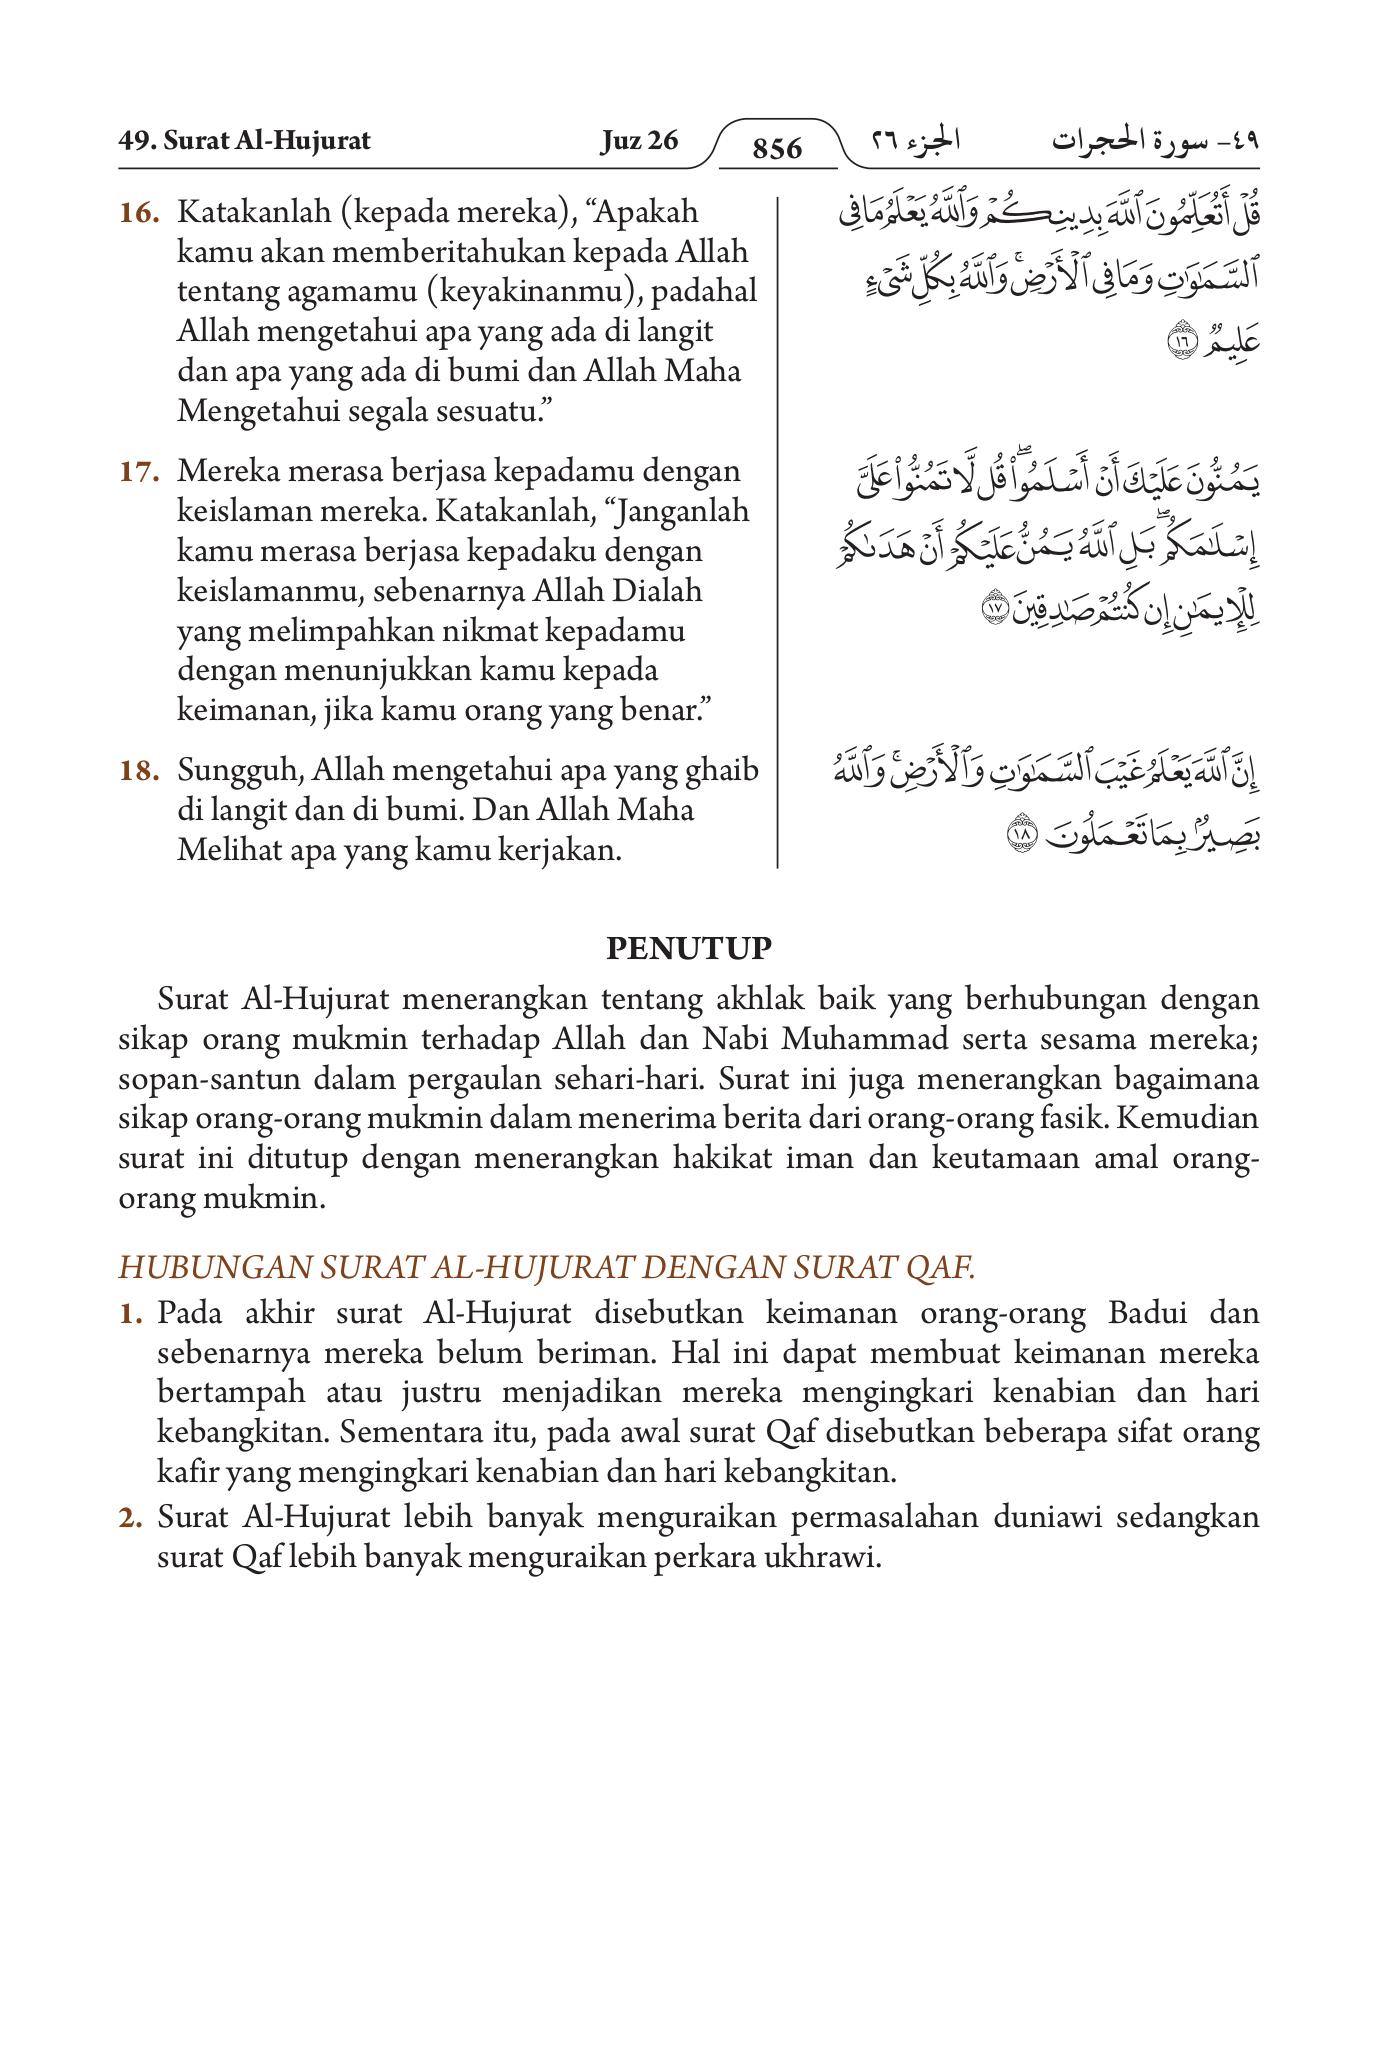 49. Surat Al-Hujurat Juz 26 856 الجزء ٢٦ ٤٩- سورة الحجرات
16. Katakanlah (kepada mereka), “Apakah
kamu akan memberitahukan kepada Allah
tentang agamamu (keyakinanmu), padahal
Allah mengetahui apa yang ada di langit
dan apa yang ada di bumi dan Allah Maha
Mengetahui segala sesuatu.”
قُلْ أَتُعَلِّمُونَ ٱللَّهَ بِدِينِكُمْ وَٱللَّهُ يَعْلَمُ مَا فِى
ٱلسَّمَٰوَٰتِ وَمَا فِى ٱلْأَرْضِ ۚ وَٱللَّهُ بِكُلِّ شَىْءٍ
عَلِيمٌ ١٦
17. Mereka merasa berjasa kepadamu dengan
keislaman mereka. Katakanlah, “Janganlah
kamu merasa berjasa kepadaku dengan
keislamanmu, sebenarnya Allah Dialah
yang melimpahkan nikmat kepadamu
dengan menunjukkan kamu kepada
keimanan, jika kamu orang yang benar.”
يَمُنُّونَ عَلَيْكَ أَنْ أَسْلَمُوا۟ ۖ قُل لَّا تَمُنُّوا۟ عَلَىَّ
إِسْلَٰمَكُم ۖ بَلِ ٱللَّهُ يَمُنُّ عَلَيْكُمْ أَنْ هَدَىٰكُمْ
لِلْإِيمَٰنِ إِن كُنتُمْ صَٰدِقِينَ ١٧
18. Sungguh, Allah mengetahui apa yang ghaib
di langit dan di bumi. Dan Allah Maha
Melihat apa yang kamu kerjakan.
إِنَّ ٱللَّهَ يَعْلَمُ غَيْبَ ٱلسَّمَٰوَٰتِ وَٱلْأَرْضِ ۚ وَٱللَّهُ
بَصِيرٌۢ بِمَا تَعْمَلُونَ ١٨
PENUTUP
Surat Al-Hujurat menerangkan tentang akhlak baik yang berhubungan dengan
sikap orang mukmin terhadap Allah dan Nabi Muhammad serta sesama mereka;
sopan-santun dalam pergaulan sehari-hari. Surat ini juga menerangkan bagaimana
sikap orang-orang mukmin dalam menerima berita dari orang-orang fasik. Kemudian
surat ini ditutup dengan menerangkan hakikat iman dan keutamaan amal orang-
orang mukmin.
HUBUNGAN SURAT AL-HUJURAT DENGAN SURAT QAF.
1. Pada akhir surat Al-Hujurat disebutkan keimanan orang-orang Badui dan
sebenarnya mereka belum beriman. Hal ini dapat membuat keimanan mereka
bertampah atau justru menjadikan mereka mengingkari kenabian dan hari
kebangkitan. Sementara itu, pada awal surat Qaf disebutkan beberapa sifat orang
kafir yang mengingkari kenabian dan hari kebangkitan.
2. Surat Al-Hujurat lebih banyak menguraikan permasalahan duniawi sedangkan
surat Qaf lebih banyak menguraikan perkara ukhrawi.